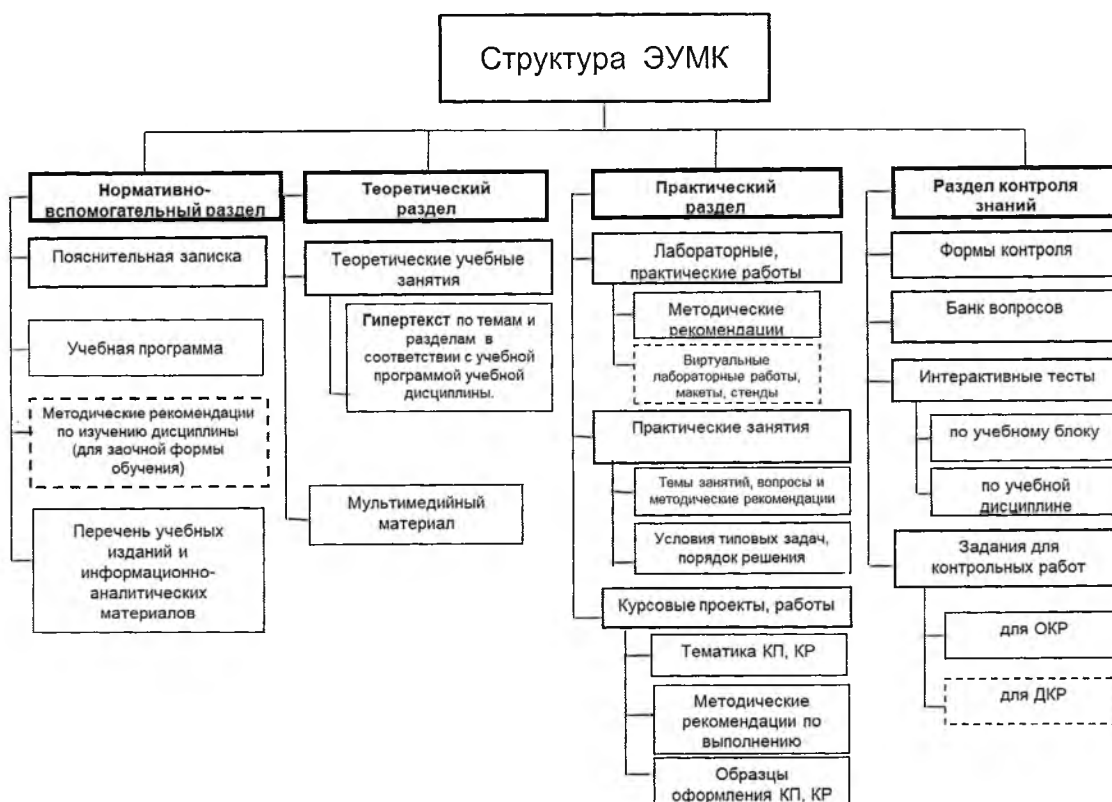 Структура ЭУМК
Нормативно-
вспомогательный раздел
Пояснительная записка
Учебная программа
Методические рекомендации
по изучению дисциплины
(для заочной формы
обучения)
Перечень учебных
изданий и
информационно-
аналитических
материалов
Теоретический
раздел
Теоретические учебные
занятия
Гипертекст по темам и
разделам в
соответствии с учебной
программой учебной
дисциплины.
Мультимедийный
материал
Практический
раздел
Лабораторные,
практические работы
Методические
рекомендации
Виртуальные
лабораторные работы,
макеты, стенды
Практические занятия
Темы занятий, вопросы и
методические рекомендации
Условия типовых задач,
порядок решения
Курсовые проекты, работы
Тематика КП, КР
Методические
рекомендации по
выполнению
Образцы
оформления КП, КР
Раздел контроля
знаний
Формы контроля
Банк вопросов
Интерактивные тесты
по учебному блоку
по учебной
дисциплине
Задания для
контрольных работ
для ОКР
для ДКР